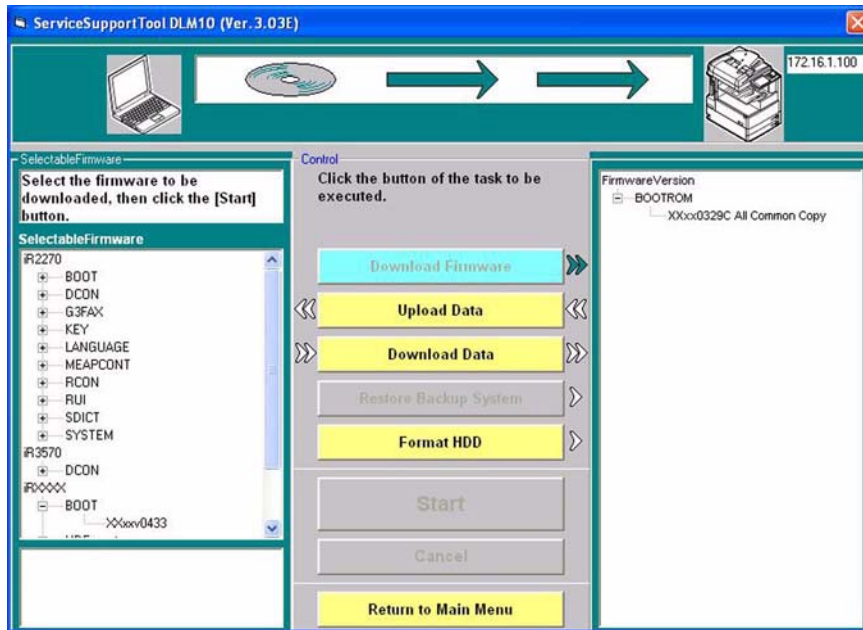 ServiceSupportTool DLM10 (Ver.3.03E)
172.16.1.100
SelectableFirmware
Select the firmware to be
downloaded, then click the [Start]
button.
SelectableFirmware
iR2270
BOOT
DCON
G3FAX
KEY
LANGUAGE
MEAPCONT
RCON
RUI
SDICT
SYSTEM
iR3570
DCON
iRXXXX
BOOT
XXxxv0433
Control
Click the button of the task to be
executed.
Download Firmware
Upload Data
Download Data
Restore Backup System
Format HDD
Start
Cancel
Return to Main Menu
FirmwareVersion
BOOTROM
XXxx0329C All Common Copy